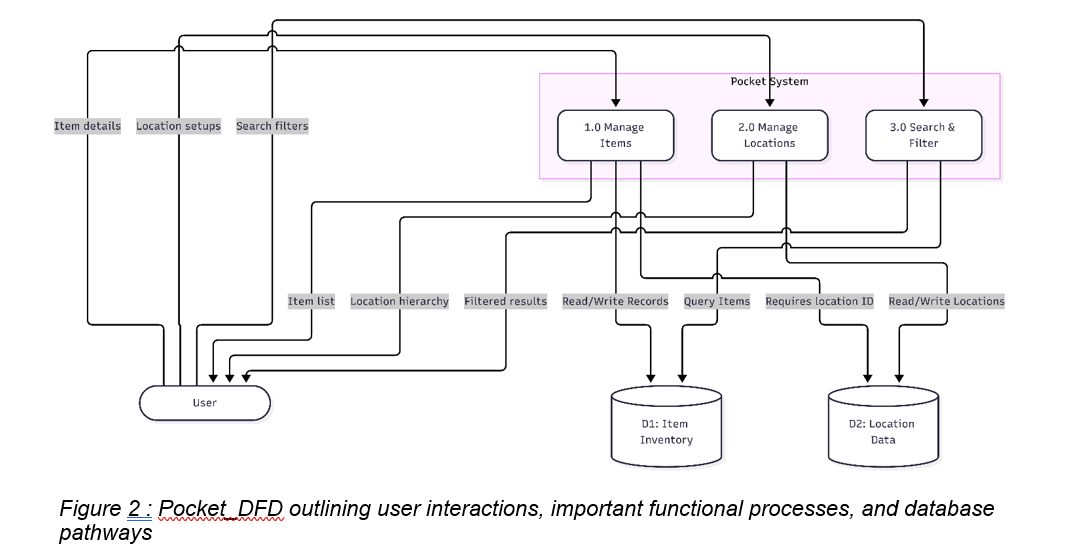 Pocket System
1.0 Manage
Items
2.0 Manage
Locations
3.0 Search &
Filter
Item details
Location setups
Search filters
Item list
Location hierarchy
Filtered results
Read/Write Records
Query Items
Requires location ID
Read/Write Locations
User
D1: Item
Inventory
D2: Location
Data
Figure 2 : Pocket_DFD outlining user interactions, important functional processes, and database
pathways